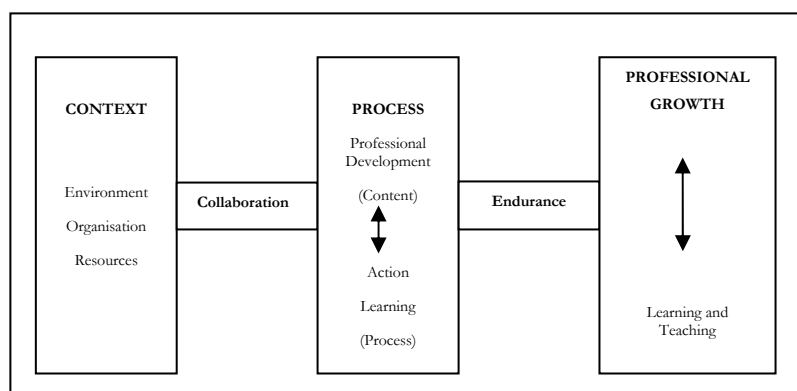 CONTEXT
Environment
Organisation
Resources
Collaboration
PROCESS
Professional
Development
(Content)
Action
Learning
(Process)
Endurance
PROFESSIONAL
GROWTH
Learning and
Teaching